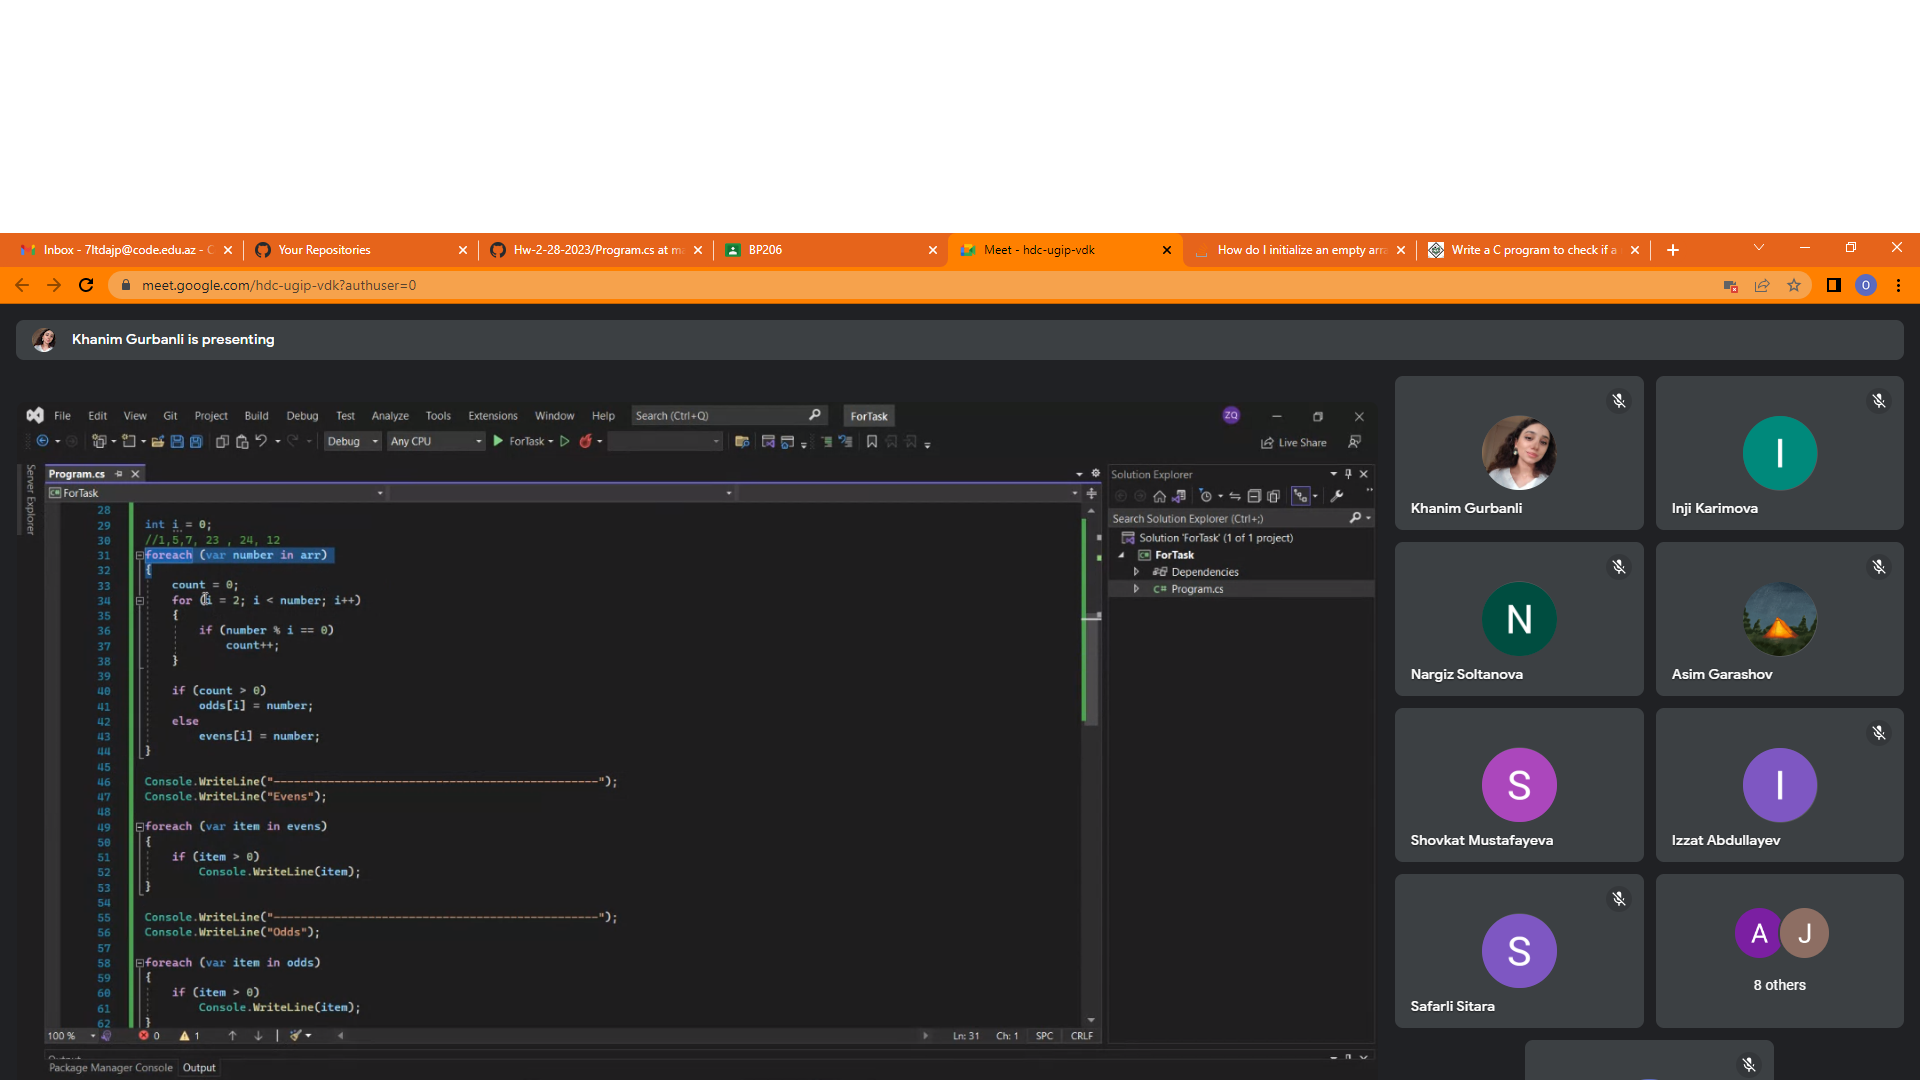 Inbox - 7ltdajp@code.edu.az - C
Your Repositories
Hw-2-28-2023/Program.cs at ma
BP206
Meet - hdc-ugip-vdk
How do I initialize an empty arra
Write a C program to check if a
meet.google.com/hdc-ugip-vdk?authuser=0
O
Khanim Gurbanli is presenting
File Edit View Git Project Build Debug Test Analyze Tools Extensions Window Help Search (Ctrl+Q) ForTask
ZQ
Debug Any CPU ForTask Live Share
Server Explorer
Program.cs
ForTask
28
29 int i = 0;
30 //1,5,7, 23 , 24, 12
31 foreach (var number in arr)
32 {
33 count = 0;
34 for (i = 2; i < number; i++)
35 {
36 if (number % i == 0)
37 count++;
38 }
39
40 if (count > 0)
41 odds[i] = number;
42 else
43 evens[i] = number;
44 }
45
46 Console.WriteLine("------------------------------------------------");
47 Console.WriteLine("Evens");
48
49 foreach (var item in evens)
50 {
51 if (item > 0)
52 Console.WriteLine(item);
53 }
54
55 Console.WriteLine("------------------------------------------------");
56 Console.WriteLine("Odds");
57
58 foreach (var item in odds)
59 {
60 if (item > 0)
61 Console.WriteLine(item);
62 }
100 % 0 1 Ln: 31 Ch: 1 SPC CRLF
Output
Package Manager Console Output
Solution Explorer
Search Solution Explorer (Ctrl+;)
Solution 'ForTask' (1 of 1 project)
ForTask
Dependencies
C# Program.cs
Khanim Gurbanli
I
Inji Karimova
N
Nargiz Soltanova
Asim Garashov
S
Shovkat Mustafayeva
I
Izzat Abdullayev
S
Safarli Sitara
A J
8 others